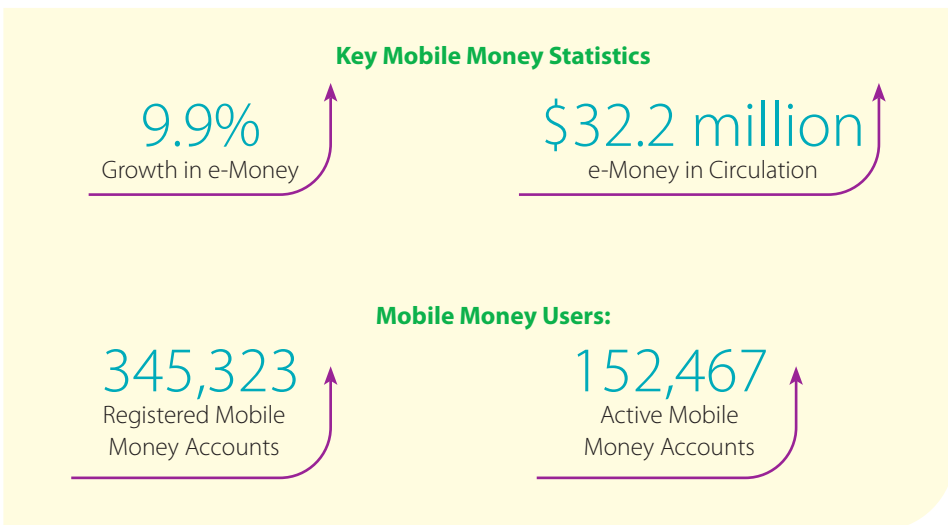 Key Mobile Money Statistics
9.9%
Growth in e-Money
$32.2 million
e-Money in Circulation
Mobile Money Users:
345,323
Registered Mobile
Money Accounts
152,467
Active Mobile
Money Accounts